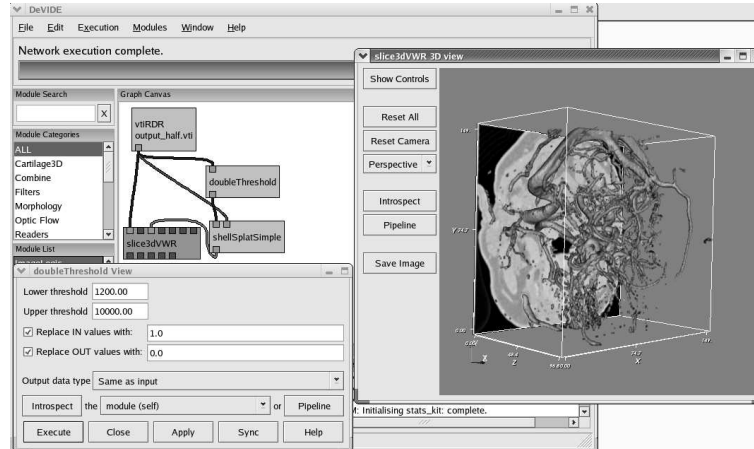 DeVIDE
File Edit Execution Modules Window Help
Network execution complete.
Module Search
X
Module Categories
ALL
Cartilage3D
Combine
Filters
Morphology
Optic Flow
Readers
Module List
Graph Canvas
vtiRDR
output_half.vti
doubleThreshold
shellSplatSimple
slice3dVWR
doubleThreshold View
Lower threshold 1200.00
Upper threshold 10000.00
Replace IN values with: 1.0
Replace OUT values with: 0.0
Output data type Same as input
Introspect the module (self) or Pipeline
Execute Close Apply Sync Help
M: Initialising stats_kit: complete.
slice3dVWR 3D view
Show Controls
Reset All
Reset Camera
Perspective
Introspect
Pipeline
Save Image
Y
Z
X